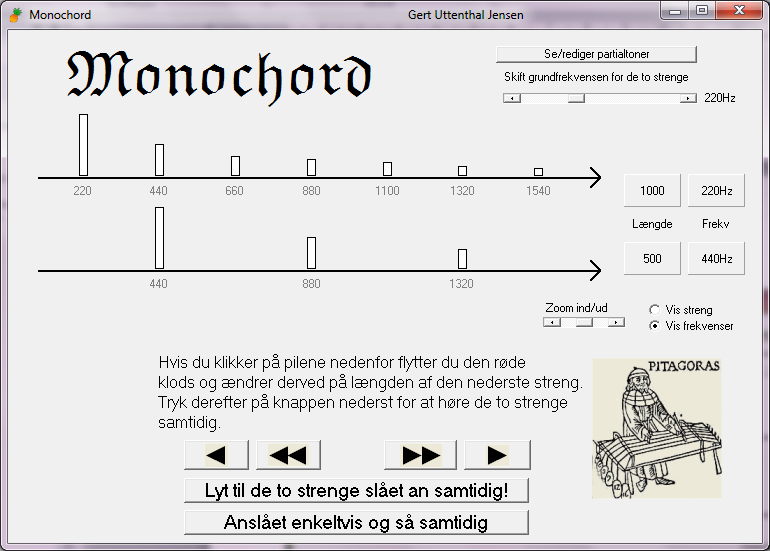 Monochord
Gert Uttenthal Jensen
Monochord
Se/rediger partialtoner
Skift grundfrekvensen for de to strenge
220Hz
220 440 660 880 1100 1320 1540
1000 220Hz
Længde Frekv
440 880 1320
500 440Hz
Zoom ind/ud
Vis streng
Vis frekvenser
Hvis du klikker på pilene nedenfor flytter du den røde
klods og ændrer derved på længden af den nederste streng.
Tryk derefter på knappen nederst for at høre de to strenge
samtidig.
PITAGORAS
Lyt til de to strenge slået an samtidig!
Anslået enkeltvis og så samtidig